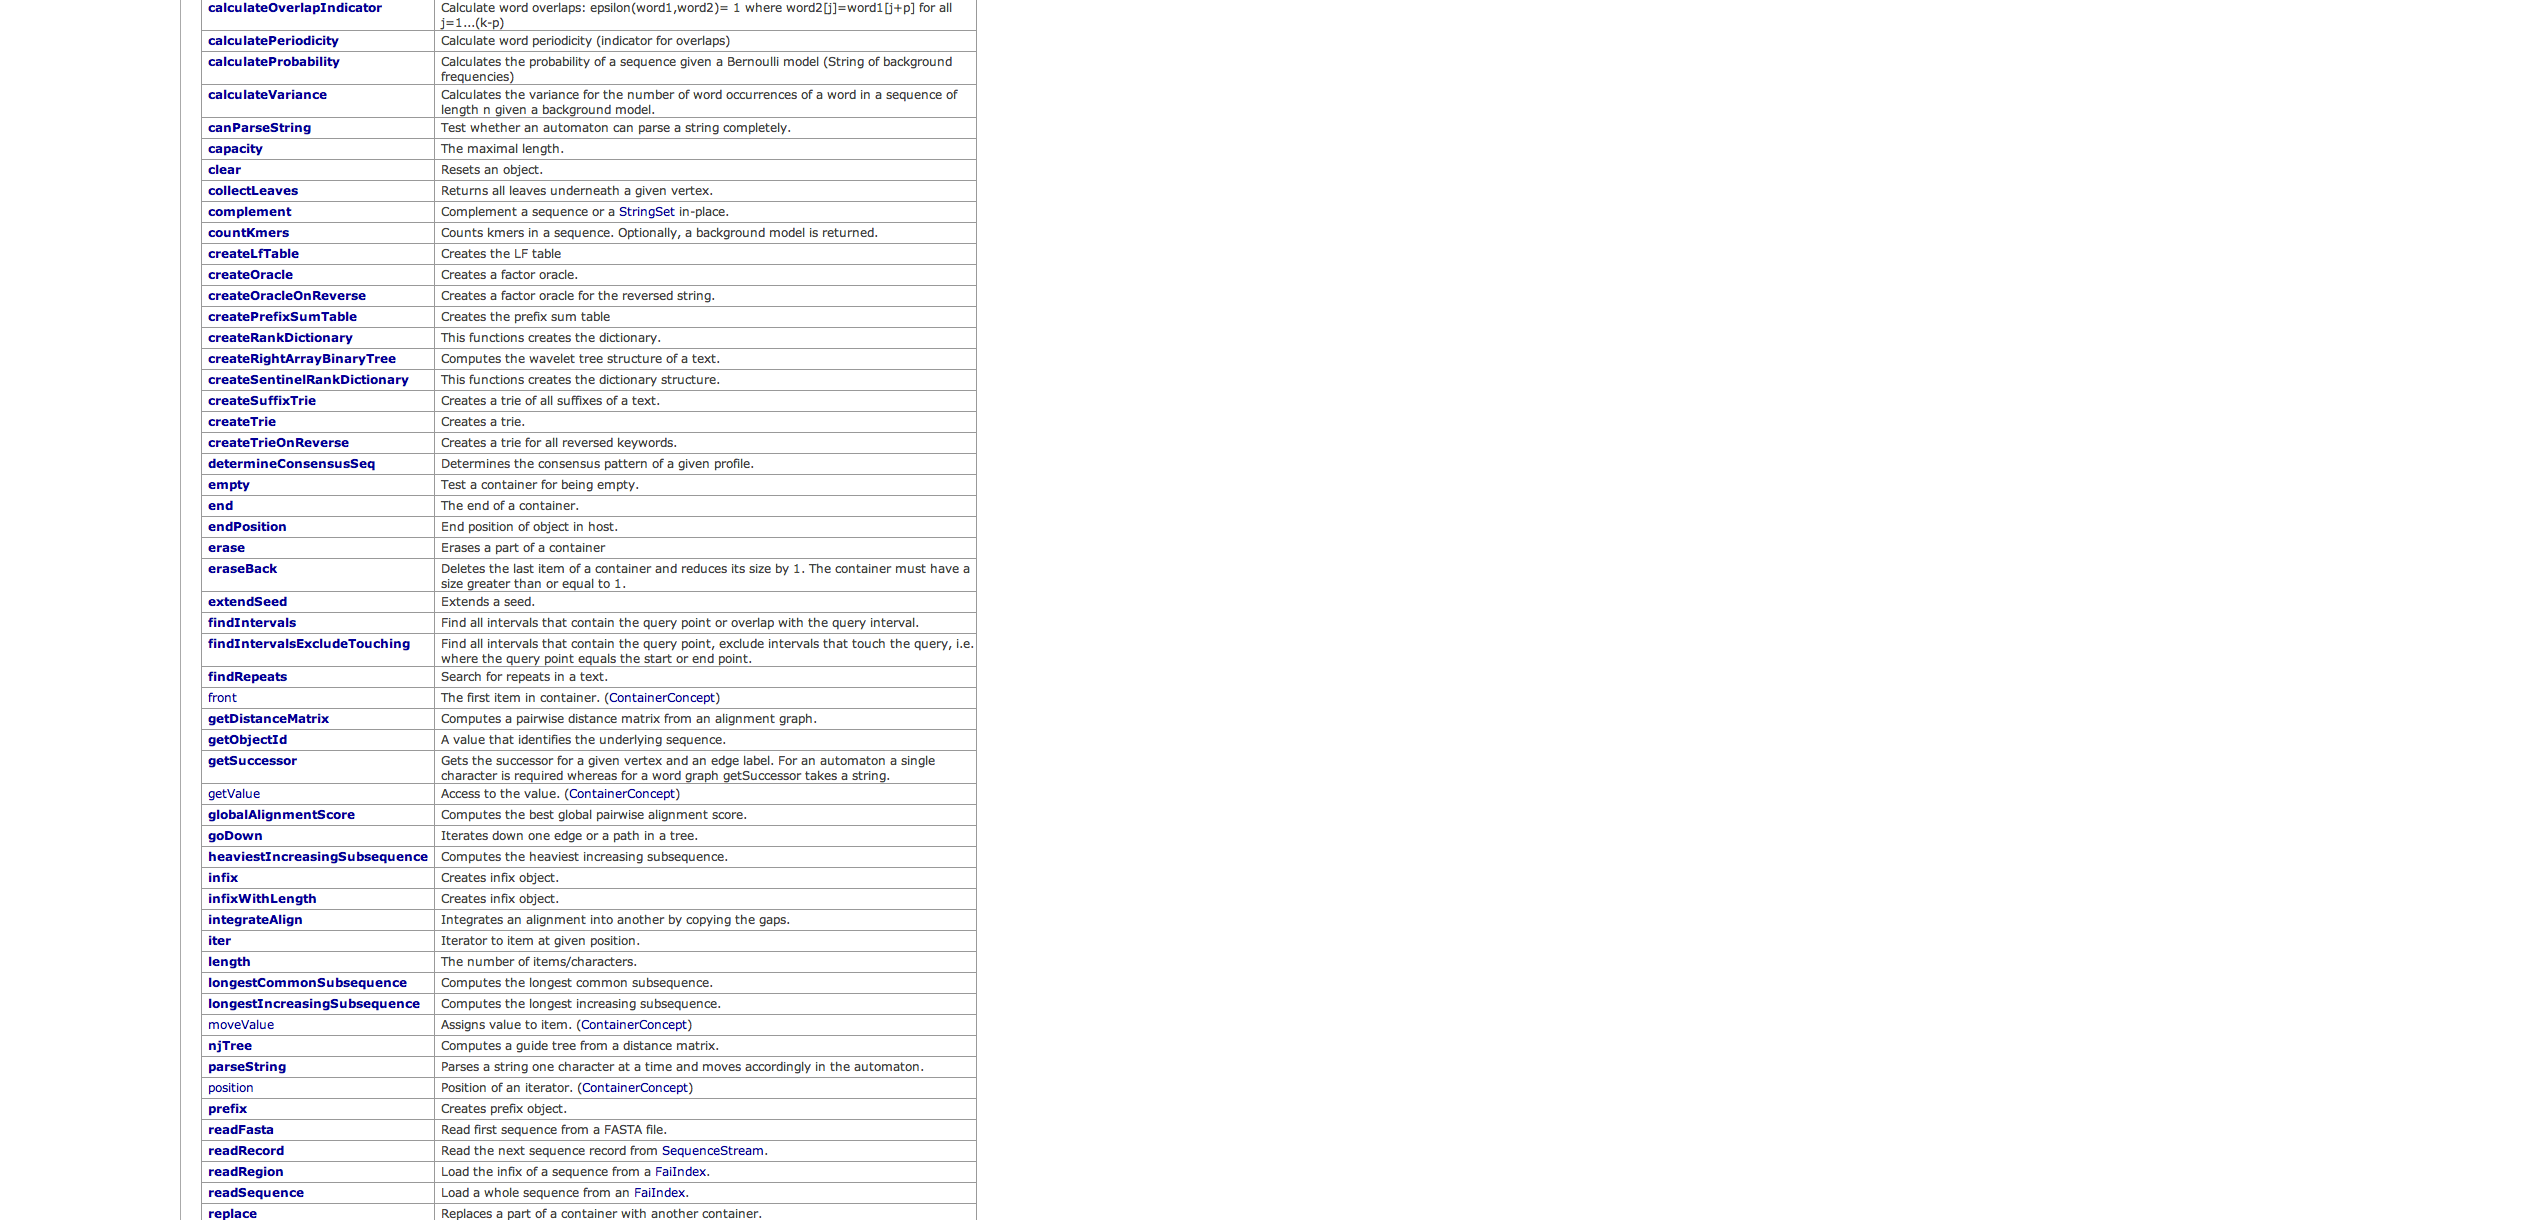 calculateOverlapIndicator Calculate word overlaps: epsilon(word1,word2)= 1 where word2[j]=word1[j+p] for all
j=1...(k-p)
calculatePeriodicity Calculate word periodicity (indicator for overlaps)
calculateProbability Calculates the probability of a sequence given a Bernoulli model (String of background
frequencies)
calculateVariance Calculates the variance for the number of word occurrences of a word in a sequence of
length n given a background model.
canParseString Test whether an automaton can parse a string completely.
capacity The maximal length.
clear Resets an object.
collectLeaves Returns all leaves underneath a given vertex.
complement Complement a sequence or a StringSet in-place.
countKmers Counts kmers in a sequence. Optionally, a background model is returned.
createLfTable Creates the LF table
createOracle Creates a factor oracle.
createOracleOnReverse Creates a factor oracle for the reversed string.
createPrefixSumTable Creates the prefix sum table
createRankDictionary This functions creates the dictionary.
createRightArrayBinaryTree Computes the wavelet tree structure of a text.
createSentinelRankDictionary This functions creates the dictionary structure.
createSuffixTrie Creates a trie of all suffixes of a text.
createTrie Creates a trie.
createTrieOnReverse Creates a trie for all reversed keywords.
determineConsensusSeq Determines the consensus pattern of a given profile.
empty Test a container for being empty.
end The end of a container.
endPosition End position of object in host.
erase Erases a part of a container
eraseBack Deletes the last item of a container and reduces its size by 1. The container must have a
size greater than or equal to 1.
extendSeed Extends a seed.
findIntervals Find all intervals that contain the query point or overlap with the query interval.
findIntervalsExcludeTouching Find all intervals that contain the query point, exclude intervals that touch the query, i.e.
where the query point equals the start or end point.
findRepeats Search for repeats in a text.
front The first item in container. (ContainerConcept)
getDistanceMatrix Computes a pairwise distance matrix from an alignment graph.
getObjectId A value that identifies the underlying sequence.
getSuccessor Gets the successor for a given vertex and an edge label. For an automaton a single
character is required whereas for a word graph getSuccessor takes a string.
getValue Access to the value. (ContainerConcept)
globalAlignmentScore Computes the best global pairwise alignment score.
goDown Iterates down one edge or a path in a tree.
heaviestIncreasingSubsequence Computes the heaviest increasing subsequence.
infix Creates infix object.
infixWithLength Creates infix object.
integrateAlign Integrates an alignment into another by copying the gaps.
iter Iterator to item at given position.
length The number of items/characters.
longestCommonSubsequence Computes the longest common subsequence.
longestIncreasingSubsequence Computes the longest increasing subsequence.
moveValue Assigns value to item. (ContainerConcept)
njTree Computes a guide tree from a distance matrix.
parseString Parses a string one character at a time and moves accordingly in the automaton.
position Position of an iterator. (ContainerConcept)
prefix Creates prefix object.
readFasta Read first sequence from a FASTA file.
readRecord Read the next sequence record from SequenceStream.
readRegion Load the infix of a sequence from a FaiIndex.
readSequence Load a whole sequence from an FaiIndex.
replace Replaces a part of a container with another container.